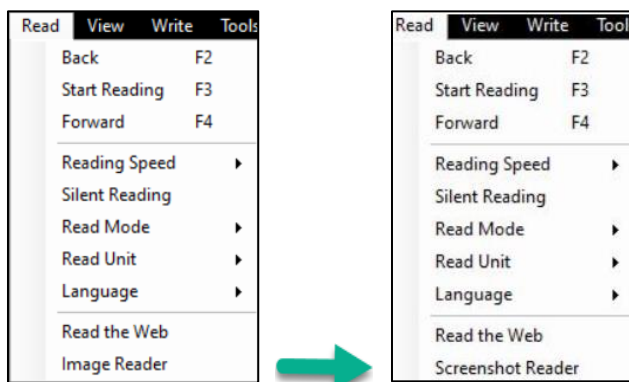 Read View Write Tools
Back F2
Start Reading F3
Forward F4
Reading Speed
Silent Reading
Read Mode
Read Unit
Language
Read the Web
Image Reader
Read View Write Tool
Back F2
Start Reading F3
Forward F4
Reading Speed
Silent Reading
Read Mode
Read Unit
Language
Read the Web
Screenshot Reader